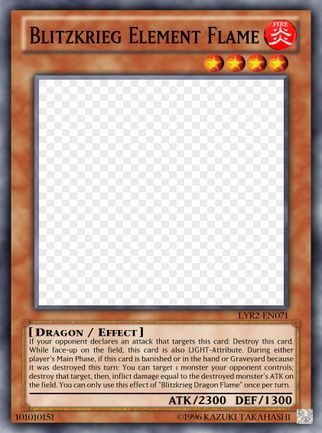 Blitzkrieg Element Flame
FIRE
炎
LYR2-EN071
[ Dragon / Effect ]
If your opponent declares an attack that targets this card: Destroy this card.
While face-up on the field, this card is also LIGHT-Attribute. During either
player's Main Phase, if this card is banished or in the hand or Graveyard because
it was destroyed this turn: You can target 1 monster your opponent controls;
destroy that target, then, inflict damage equal to the destroyed monster's ATK on
the field. You can only use this effect of "Blitzkrieg Dragon Flame" once per turn.
ATK/2300 DEF/1300
101010151 ©1996 KAZUKI TAKAHASHI